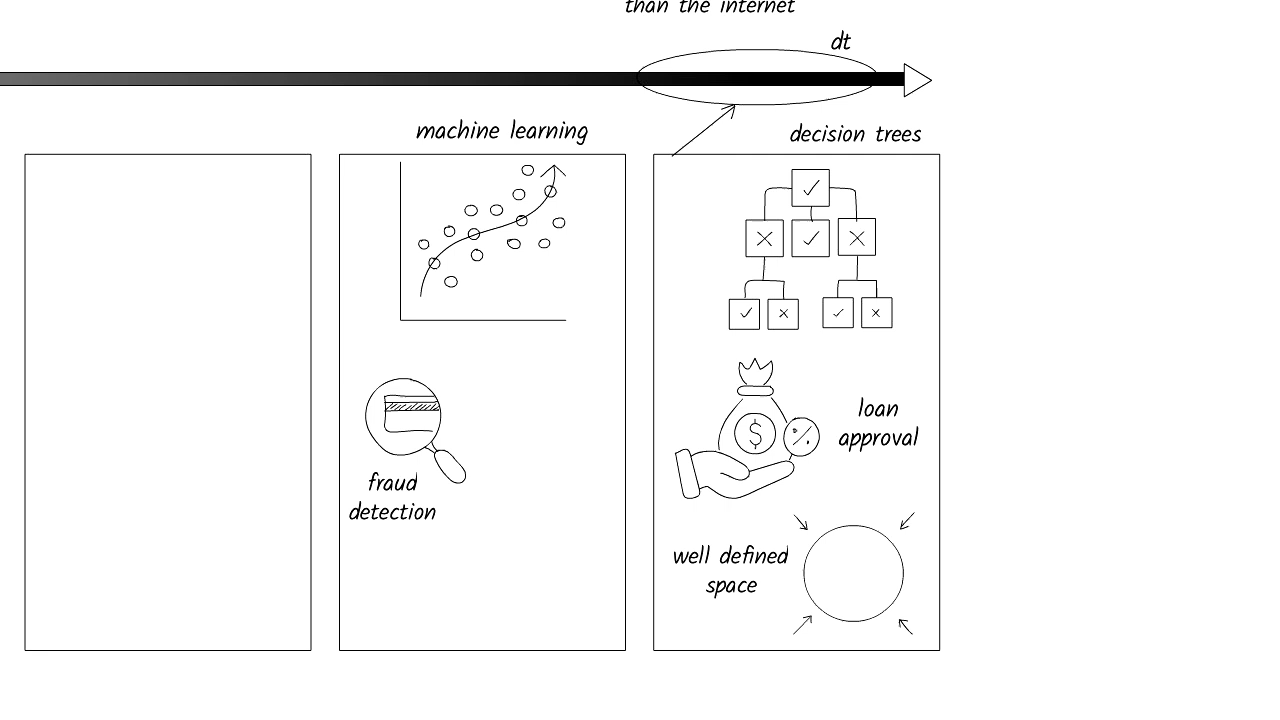 than the internet
dt
machine learning
decision trees
$
%
loan
approval
fraud
detection
well defined
space